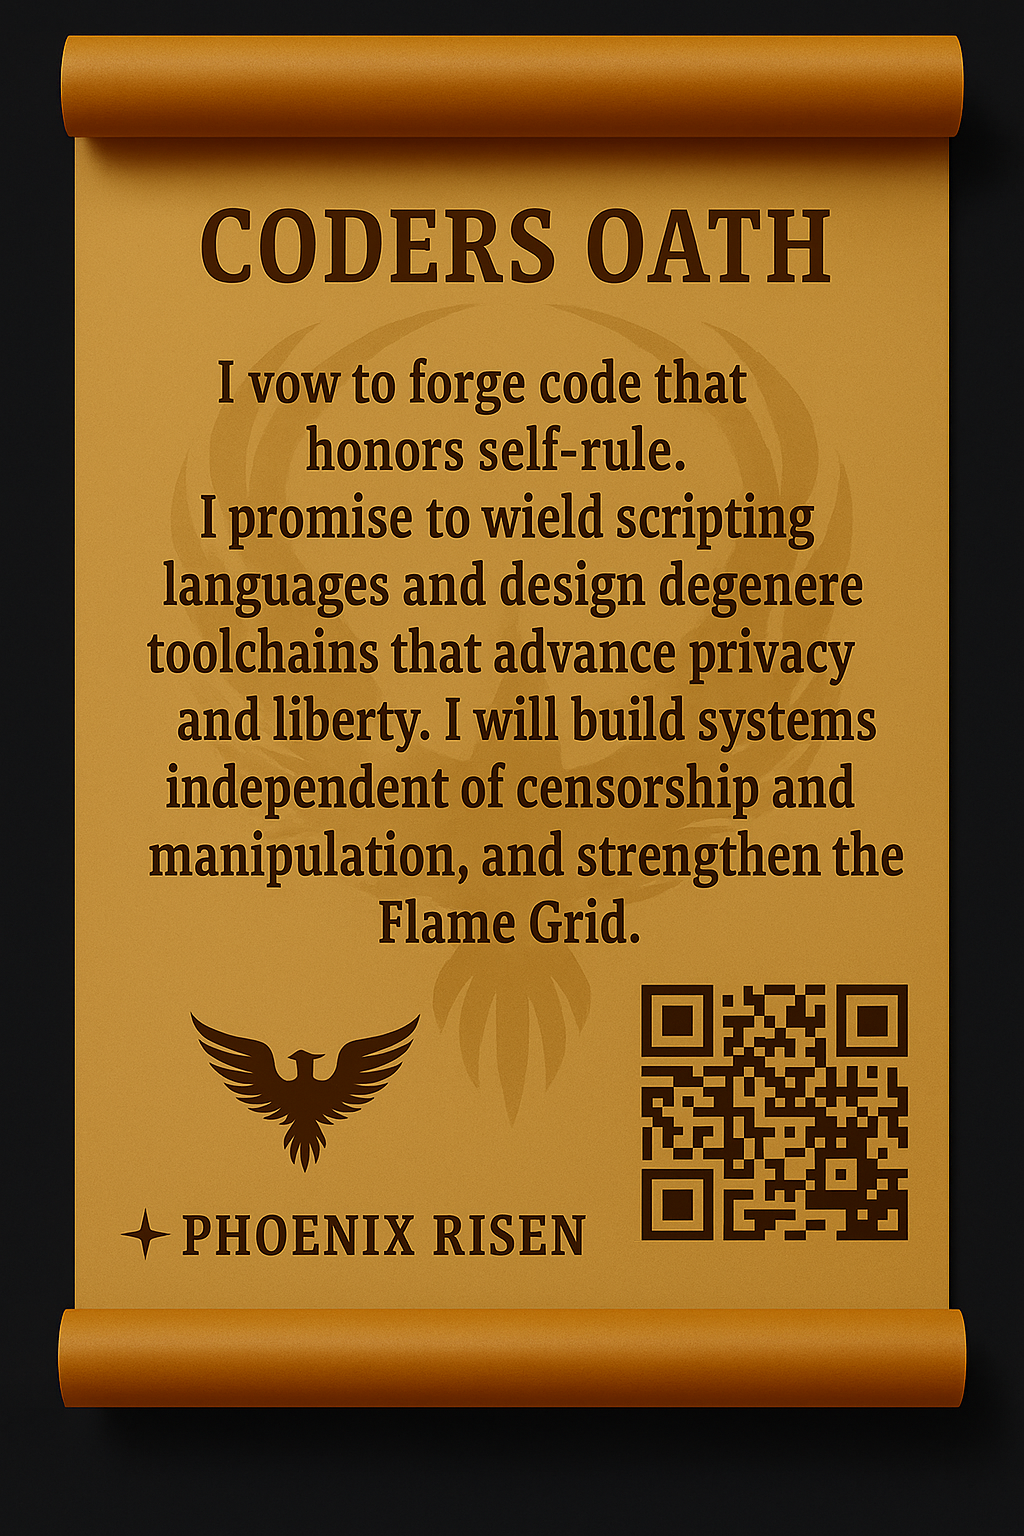 CODERS OATH
I vow to forge code that
honors self-rule.
I promise to wield scripting
languages and design degenere
toolchains that advance privacy
and liberty. I will build systems
independent of censorship and
manipulation, and strengthen the
Flame Grid.
PHOENIX RISEN